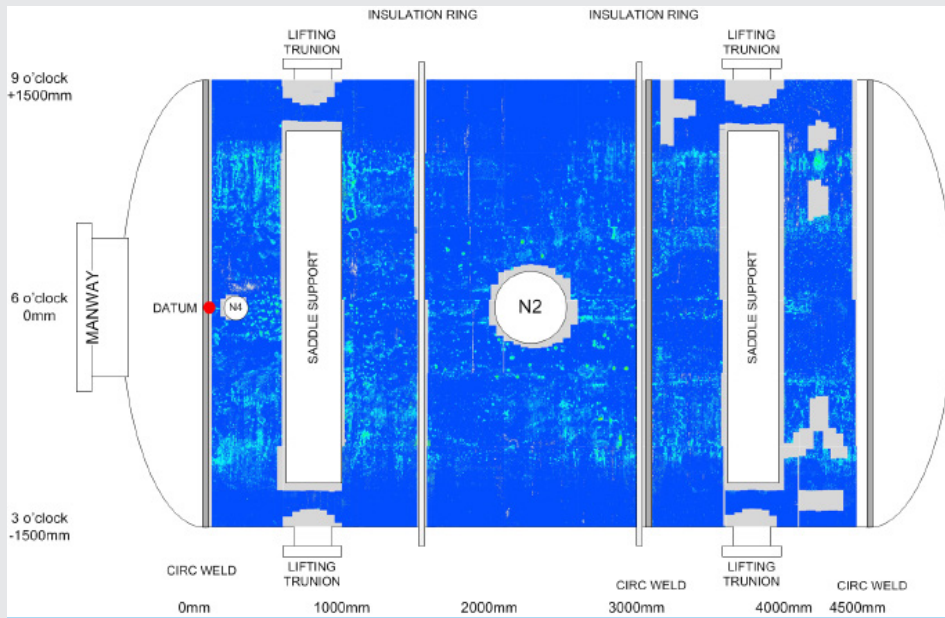 INSULATION RING
INSULATION RING
LIFTING
TRUNION
LIFTING
TRUNION
9 o'clock
+1500mm
MANWAY
6 o'clock
0mm
DATUM
N4
SADDLE SUPPORT
N2
SADDLE SUPPORT
3 o'clock
-1500mm
CIRC WELD
LIFTING
TRUNION
CIRC WELD
LIFTING
TRUNION
CIRC WELD
0mm
1000mm
2000mm
3000mm
4000mm
4500mm